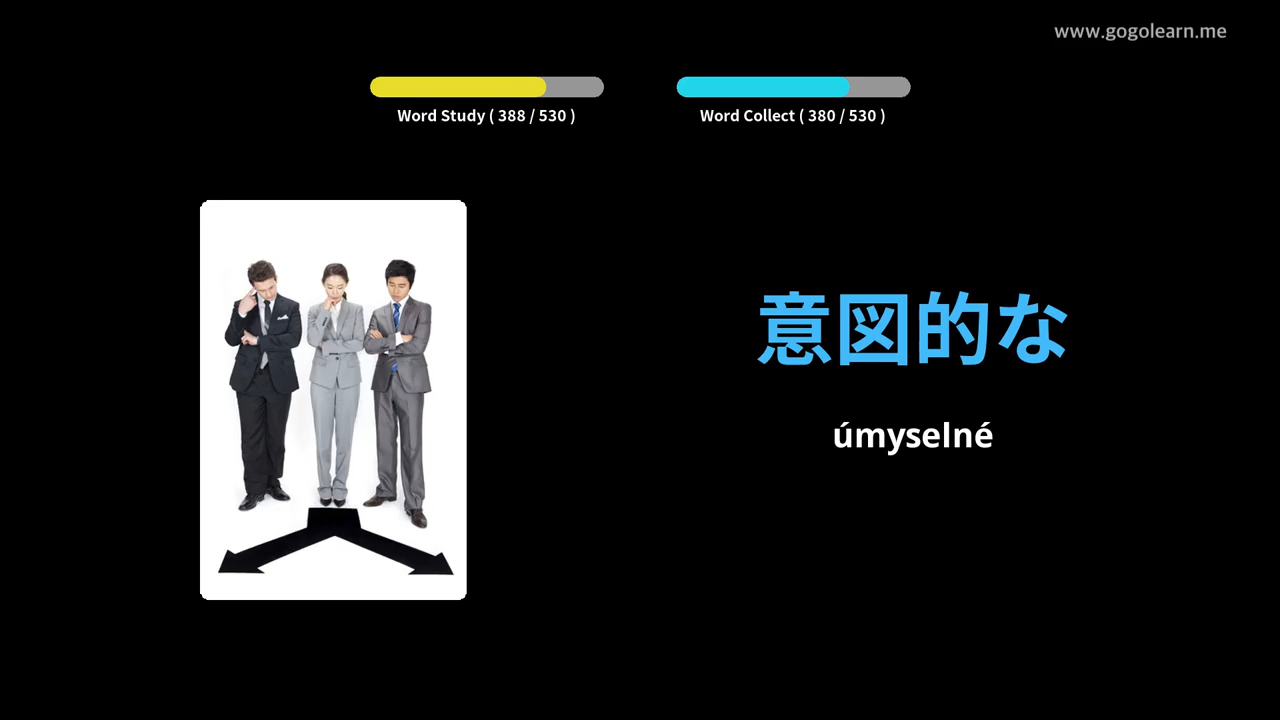 www.gogolearn.me
Word Study ( 388 / 530 )
Word Collect ( 380 / 530 )
意図的な
úmyselné